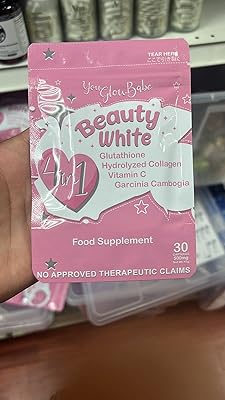 TEAR HERE
You Glow Babe
Beauty
White
4in1
Glutathione
Hydrolyzed Collagen
Vitamin C
Garcinia Cambogia
Food Supplement
30
500mg
NO APPROVED THERAPEUTIC CLAIMS